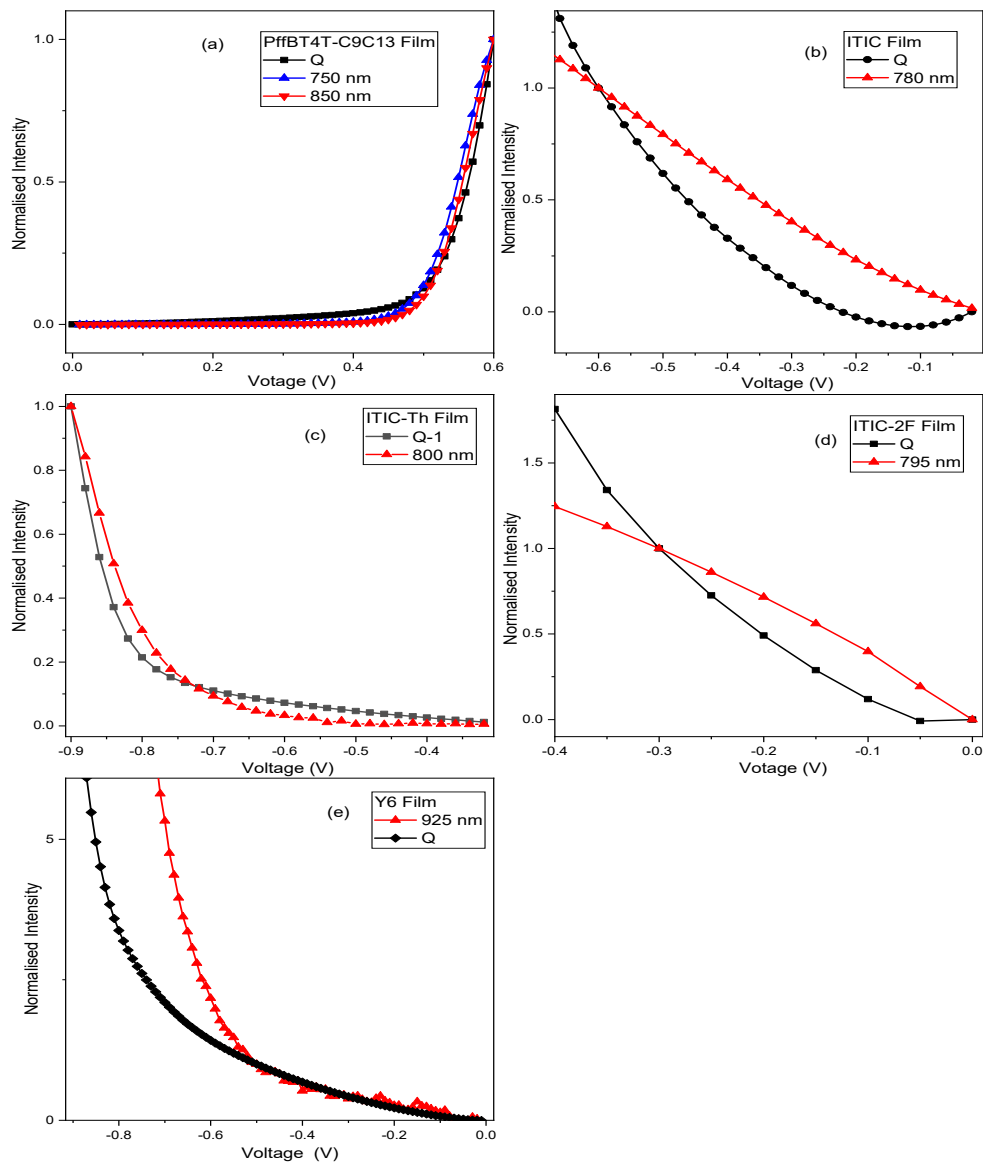 (a)
PffBT4T-C9C13 Film
Q
750 nm
850 nm
1.0
0.5
0.0
Normalised Intensity
0.0 0.2 0.4 0.6
Votage (V)
(b)
ITIC Film
Q
780 nm
1.0
0.5
0.0
Normalised Intensity
-0.6 -0.5 -0.4 -0.3 -0.2 -0.1
Voltage (V)
(c)
ITIC-Th Film
Q-1
800 nm
1.0
0.8
0.6
0.4
0.2
0.0
Normalised Intensity
-0.9 -0.8 -0.7 -0.6 -0.5 -0.4
Voltage (V)
(d)
ITIC-2F Film
Q
795 nm
1.5
1.0
0.5
0.0
Normalised Intensity
-0.4 -0.3 -0.2 -0.1 0.0
Votage (V)
(e)
Y6 Film
925 nm
Q
5
0
Normalised Intensity
-0.8 -0.6 -0.4 -0.2 0.0
Voltage (V)